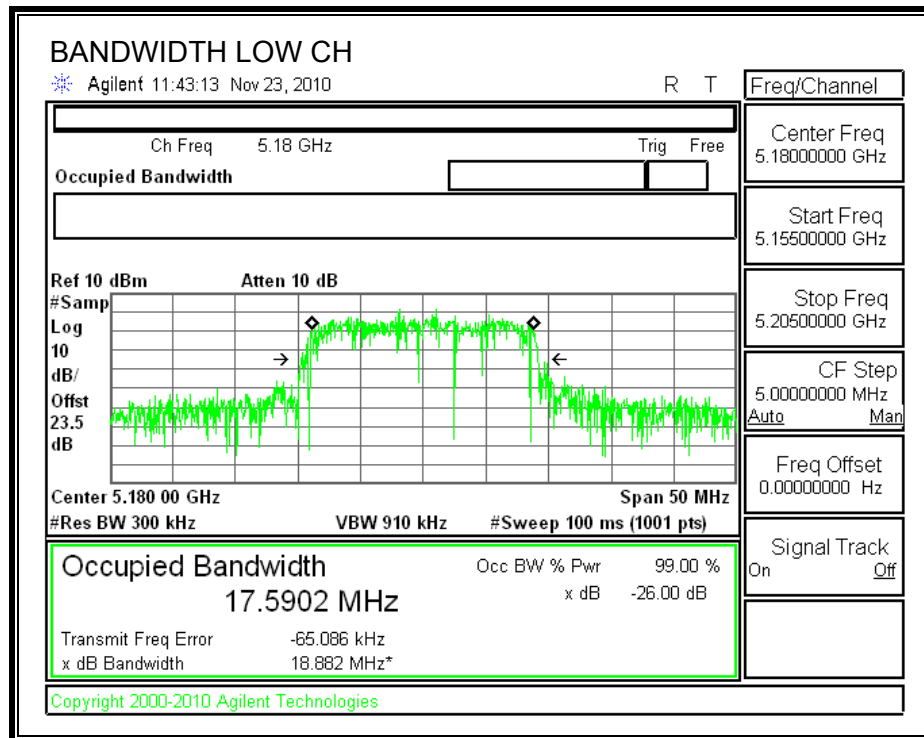 BANDWIDTH LOW CH
Agilent 11:43:13 Nov 23, 2010 R T
Freq/Channel
Ch Freq 5.18 GHz Trig Free
Occupied Bandwidth
Center Freq
5.18000000 GHz
Start Freq
5.15500000 GHz
Stop Freq
5.20500000 GHz
CF Step
5.00000000 MHz
Auto Man
Freq Offset
0.00000000 Hz
Signal Track
On Off
Ref 10 dBm Atten 10 dB
#Samp
Log
10
dB/
Offst
23.5
dB
Center 5.180 00 GHz Span 50 MHz
#Res BW 300 kHz VBW 910 kHz #Sweep 100 ms (1001 pts)
Occupied Bandwidth Occ BW % Pwr 99.00 %
17.5902 MHz x dB -26.00 dB
Transmit Freq Error -65.086 kHz
x dB Bandwidth 18.882 MHz*
Copyright 2000-2010 Agilent Technologies